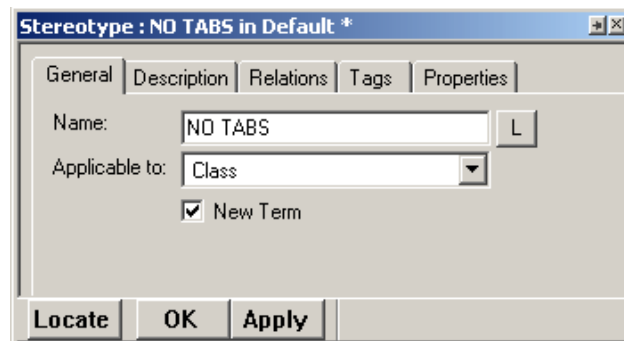 Stereotype : NO TABS in Default *
General Description Relations Tags Properties
Name: NO TABS L
Applicable to: Class
New Term
Locate OK Apply